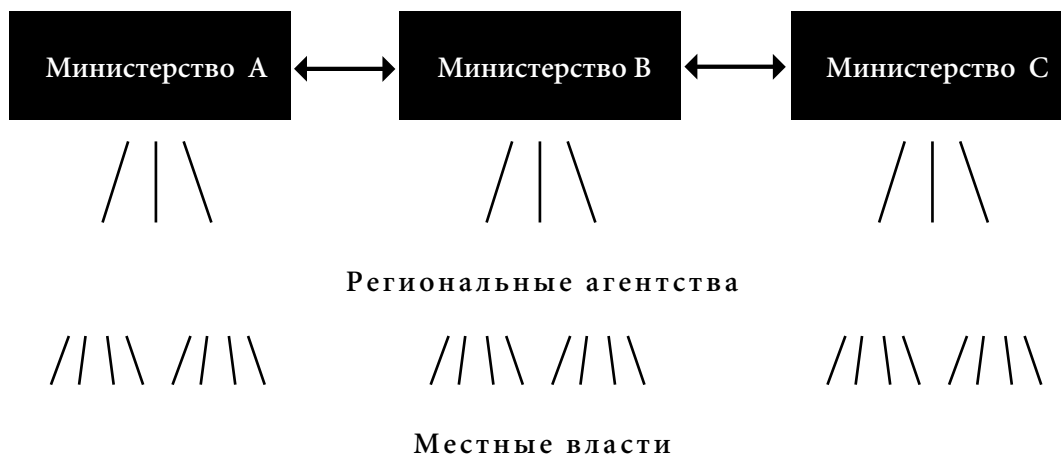 Министерство A Министерство B Министерство C
Региональные агентства
Местные власти